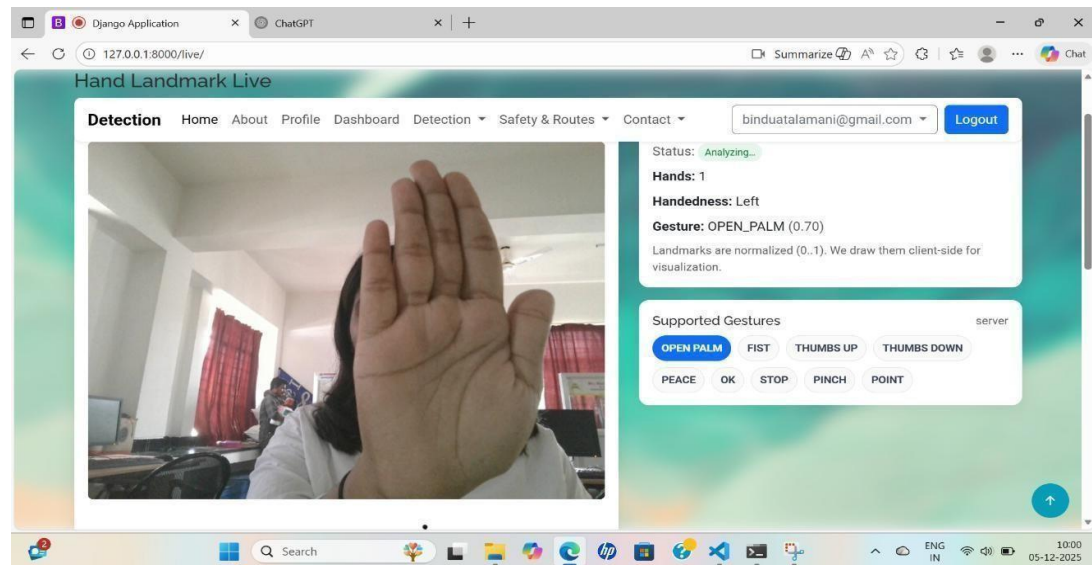 Django Application
ChatGPT
127.0.0.1:8000/live/
Summarize
Chat
Hand Landmark Live
Detection Home About Profile Dashboard Detection Safety & Routes Contact binduatalamani@gmail.com Logout
Status: Analyzing...
Hands: 1
Handedness: Left
Gesture: OPEN_PALM (0.70)
Landmarks are normalized (0..1). We draw them client-side for
visualization.
Supported Gestures server
OPEN PALM FIST THUMBS UP THUMBS DOWN
PEACE OK STOP PINCH POINT
2
Search
hp
ENG
IN
10:00
05-12-2025